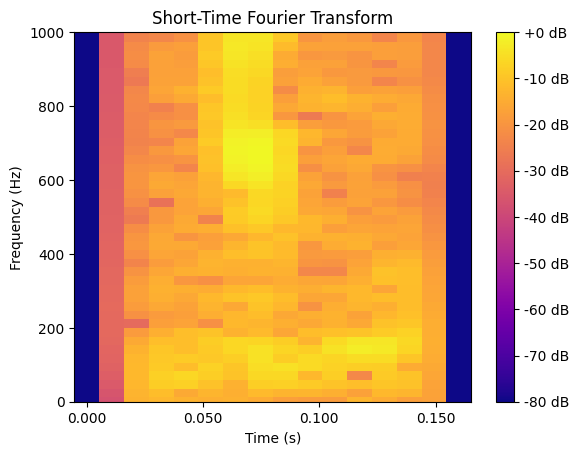 Short-Time Fourier Transform
1000
800
600
400
200
0
Frequency (Hz)
0.000
0.050
0.100
0.150
Time (s)
+0 dB
-10 dB
-20 dB
-30 dB
-40 dB
-50 dB
-60 dB
-70 dB
-80 dB